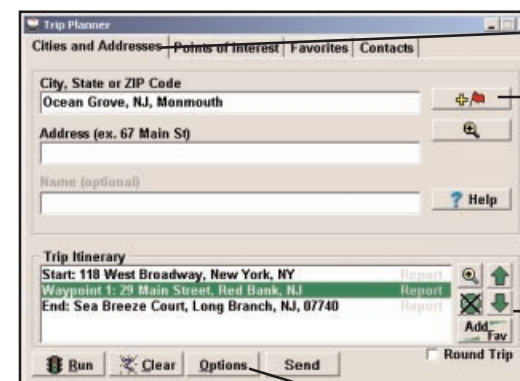 Trip Planner
Cities and Addresses Points of Interest Favorites Contacts
City, State or ZIP Code
Ocean Grove, NJ, Monmouth
Address (ex. 67 Main St)
Name (optional)
? Help
Trip Itinerary
Start: 118 West Broadway, New York, NY Report
Waypoint 1: 29 Main Street, Red Bank, NJ Report
End: Sea Breeze Court, Long Branch, NJ, 07740 Report
Add Fav
Run Clear Options Send Round Trip